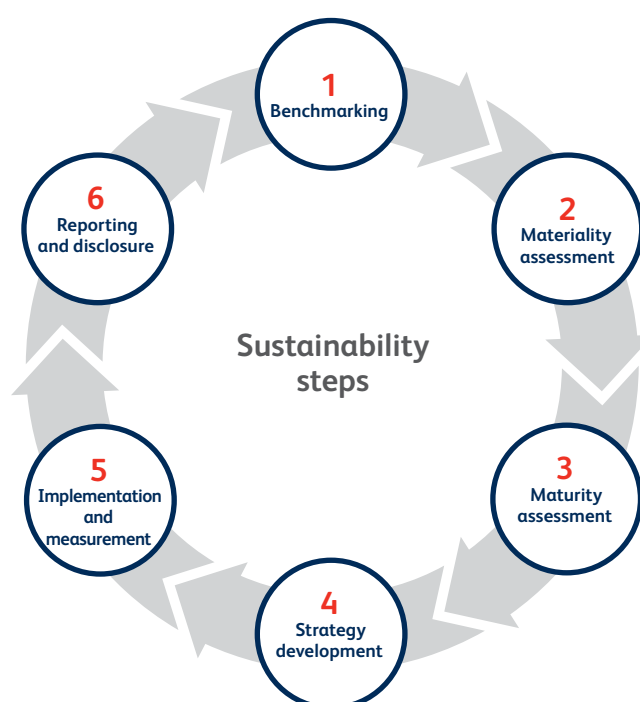 1
Benchmarking
2
Materiality
assessment
3
Maturity
assessment
4
Strategy
development
5
Implementation
and
measurement
6
Reporting
and disclosure
Sustainability
steps